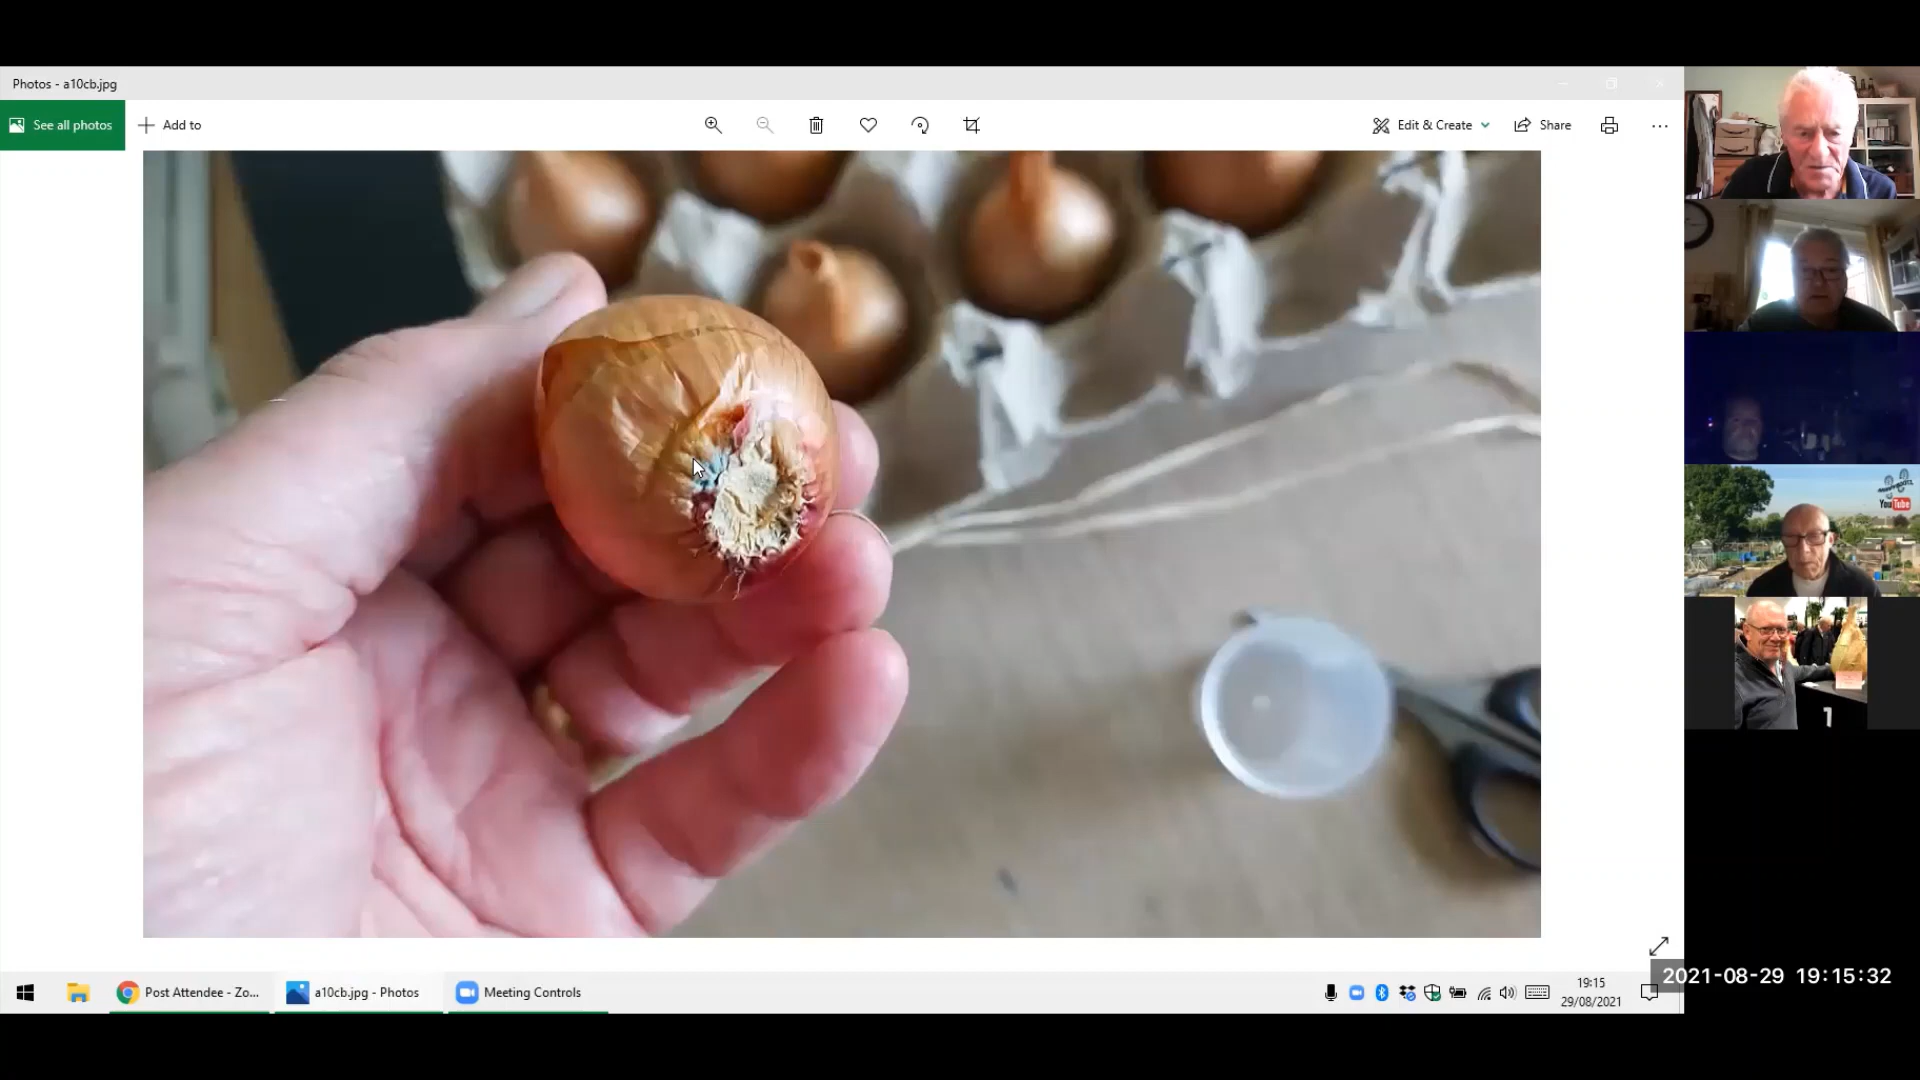 Photos - a10cb.jpg
See all photos
Add to
Edit & Create
Share
YouTube
1
Post Attendee - Zo...
a10cb.jpg - Photos
Meeting Controls
19:15
29/08/2021
2021-08-29 19:15:32